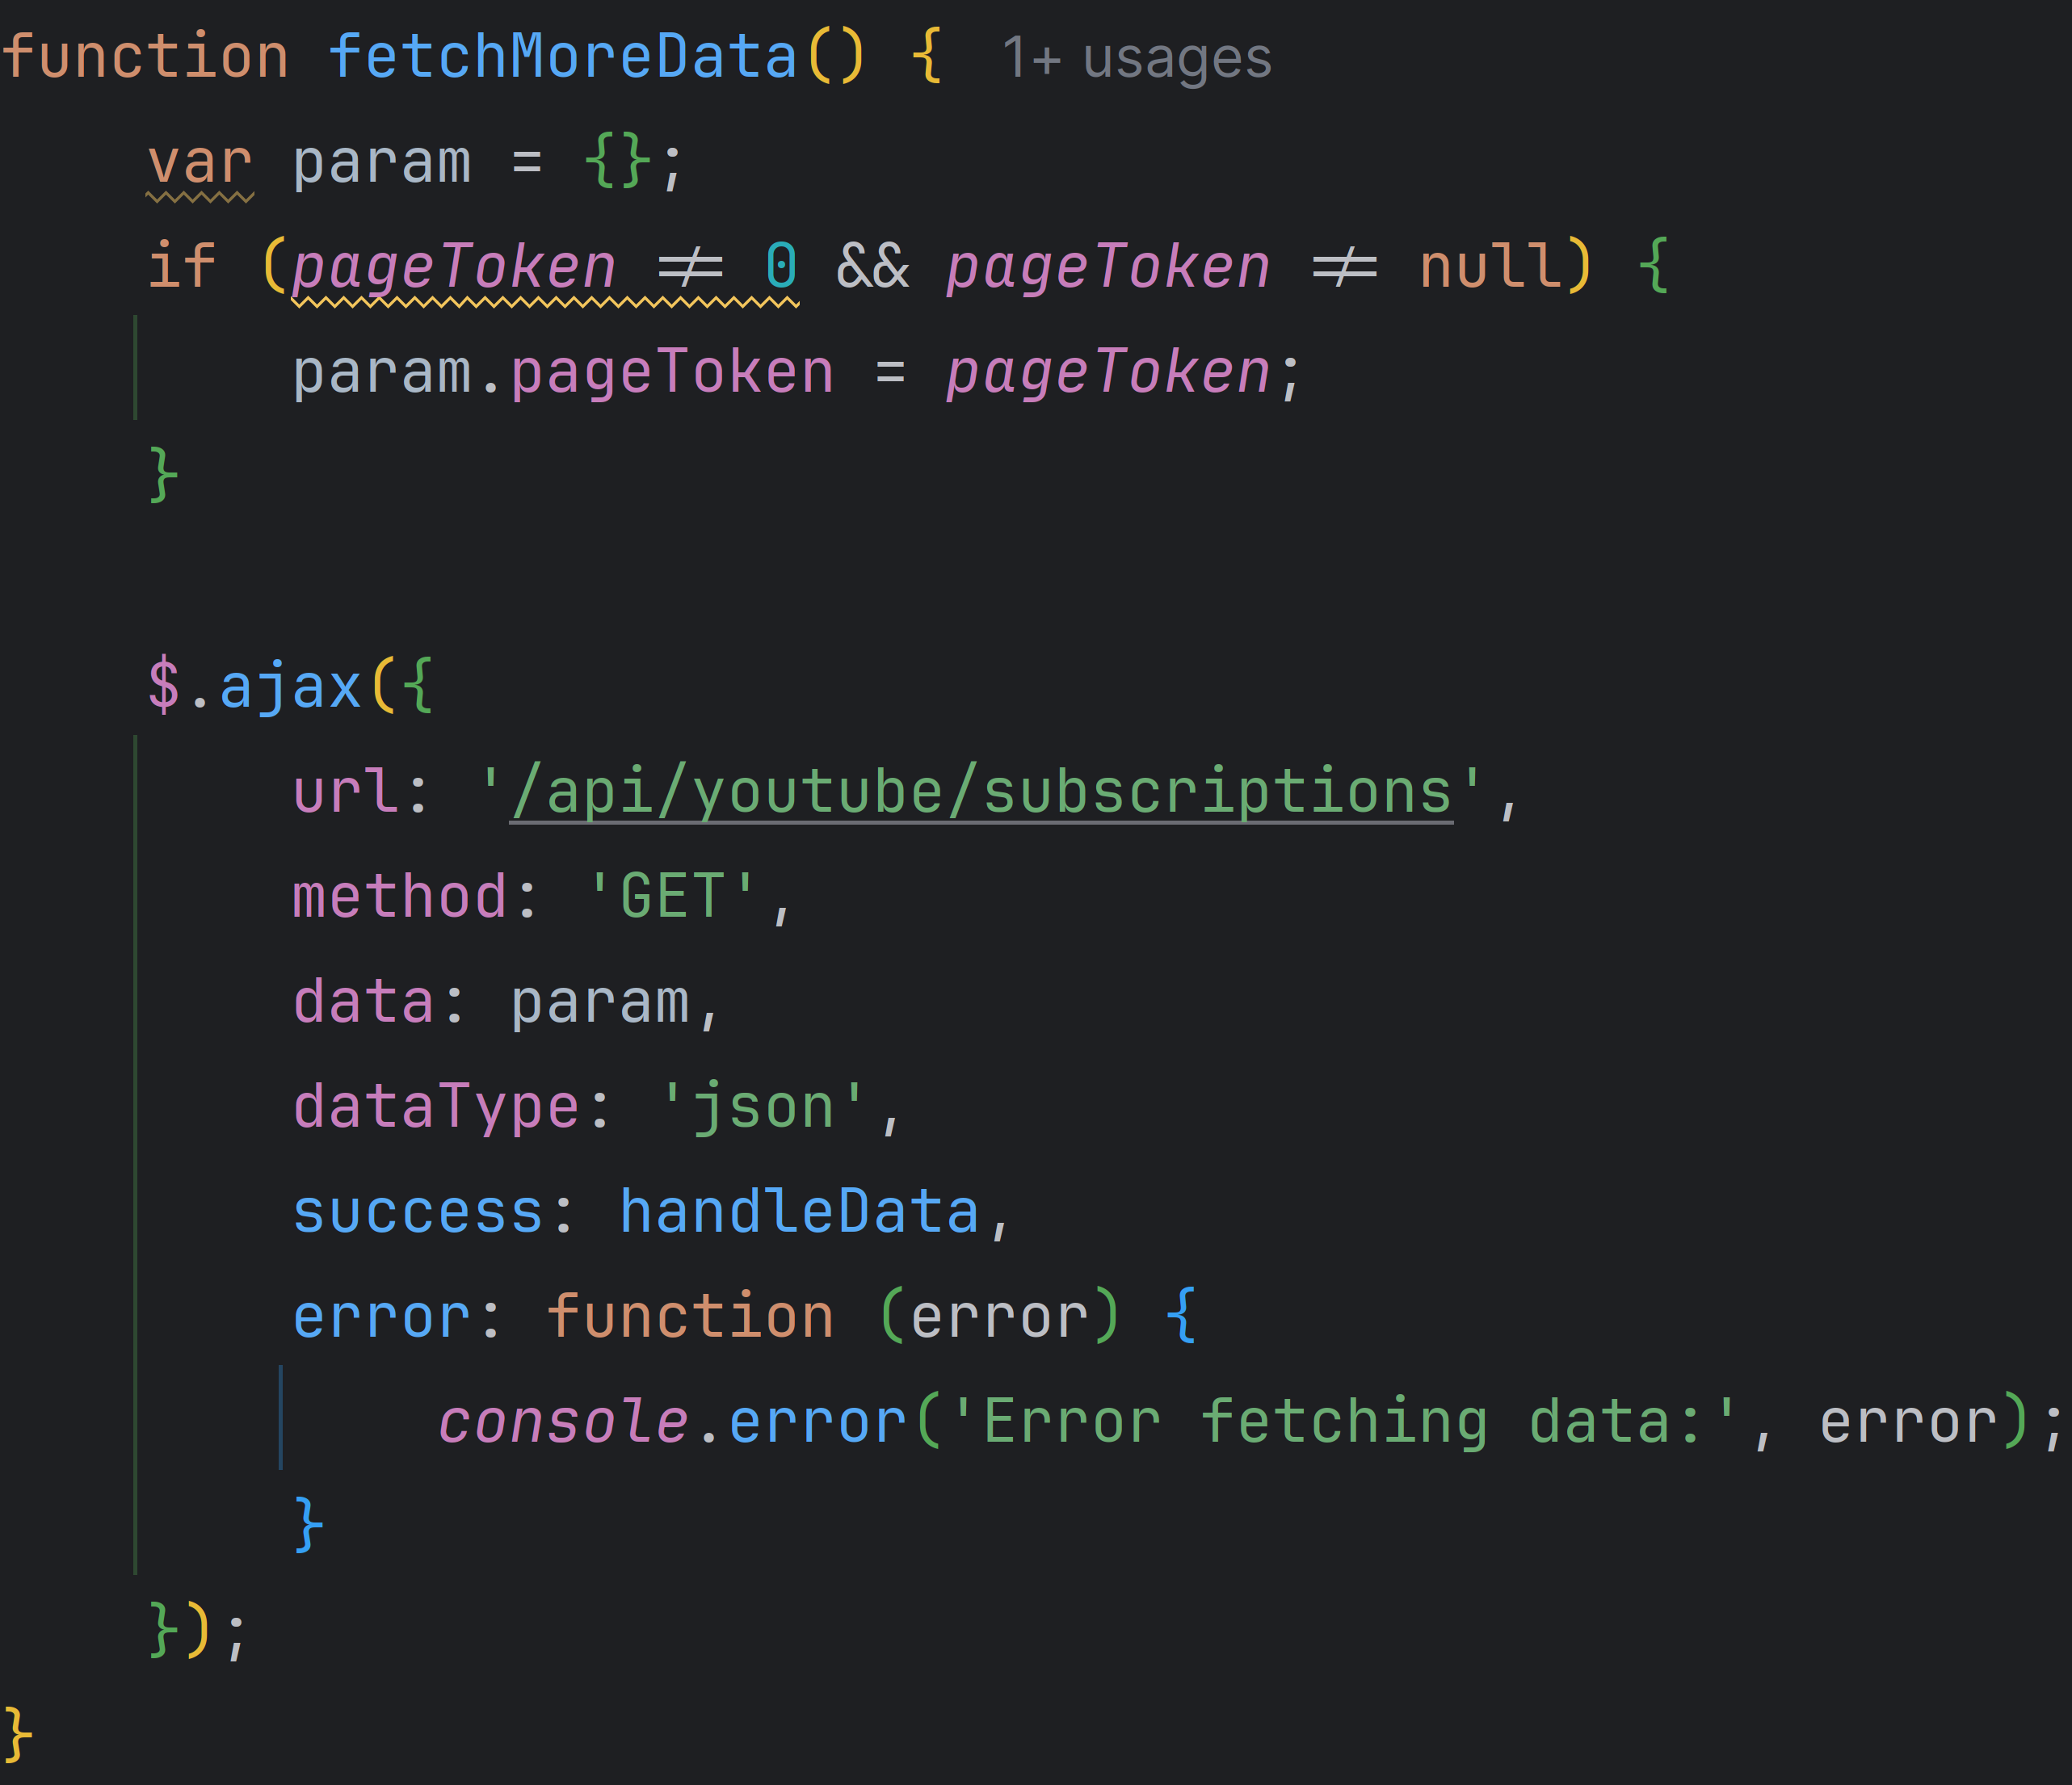 function fetchMoreData() {  1+ usages
    var param = {};
    if (pageToken != 0 && pageToken != null) {
        param.pageToken = pageToken;
    }

    $.ajax({
        url: '/api/youtube/subscriptions',
        method: 'GET',
        data: param,
        dataType: 'json',
        success: handleData,
        error: function (error) {
            console.error('Error fetching data:', error);
        }
    });
}